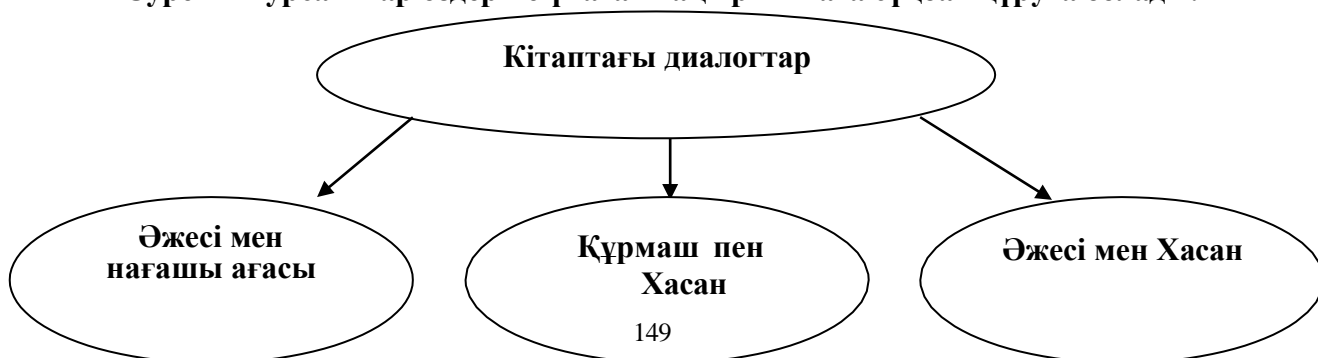 Кітаптағы диалогтар
Әжесі мен
нағашы ағасы
Құрмаш пен
Хасан
Әжесі мен Хасан
149